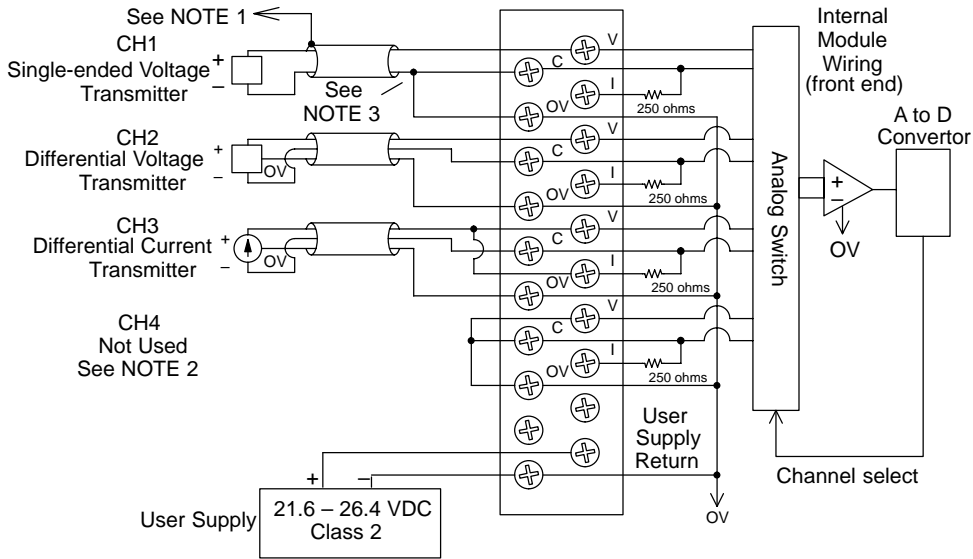 See NOTE 1
CH1
Single-ended Voltage
Transmitter
+
–
See
NOTE 3
CH2
Differential Voltage
Transmitter
+
–
OV
CH3
Differential Current
Transmitter
+
–
OV
CH4
Not Used
See NOTE 2
V
C
I
OV
250 ohms
V
C
I
OV
250 ohms
V
C
I
OV
250 ohms
V
C
I
OV
250 ohms
User
Supply
Return
OV
+
–
User Supply
21.6 – 26.4 VDC
Class 2
Internal
Module
Wiring
(front end)
Analog Switch
A to D
Convertor
+
–
OV
Channel select